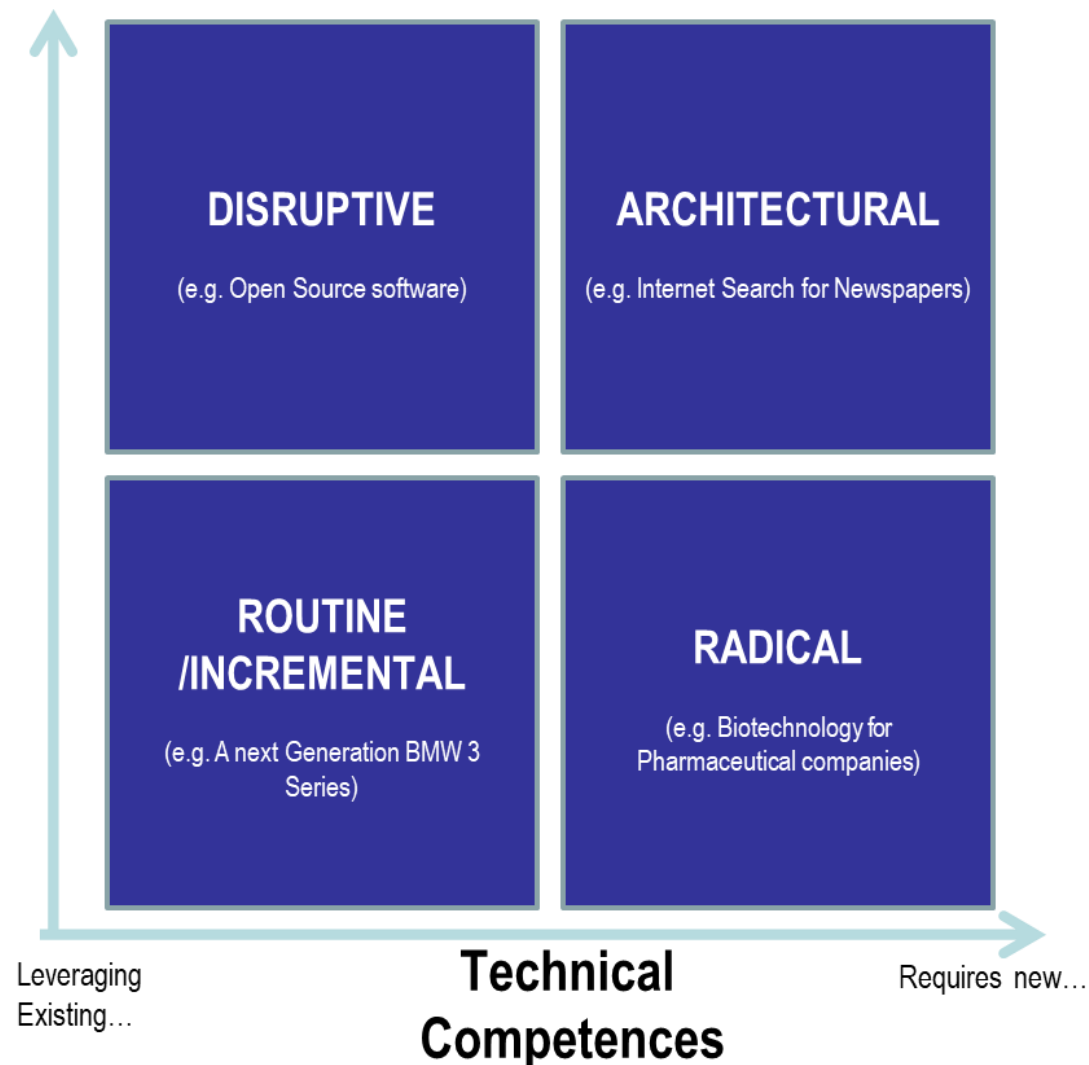 DISRUPTIVE
(e.g. Open Source software)
ARCHITECTURAL
(e.g. Internet Search for Newspapers)
ROUTINE
/INCREMENTAL
(e.g. A next Generation BMW 3
Series)
RADICAL
(e.g. Biotechnology for
Pharmaceutical companies)
Leveraging
Existing…
Technical
Competences
Requires new…